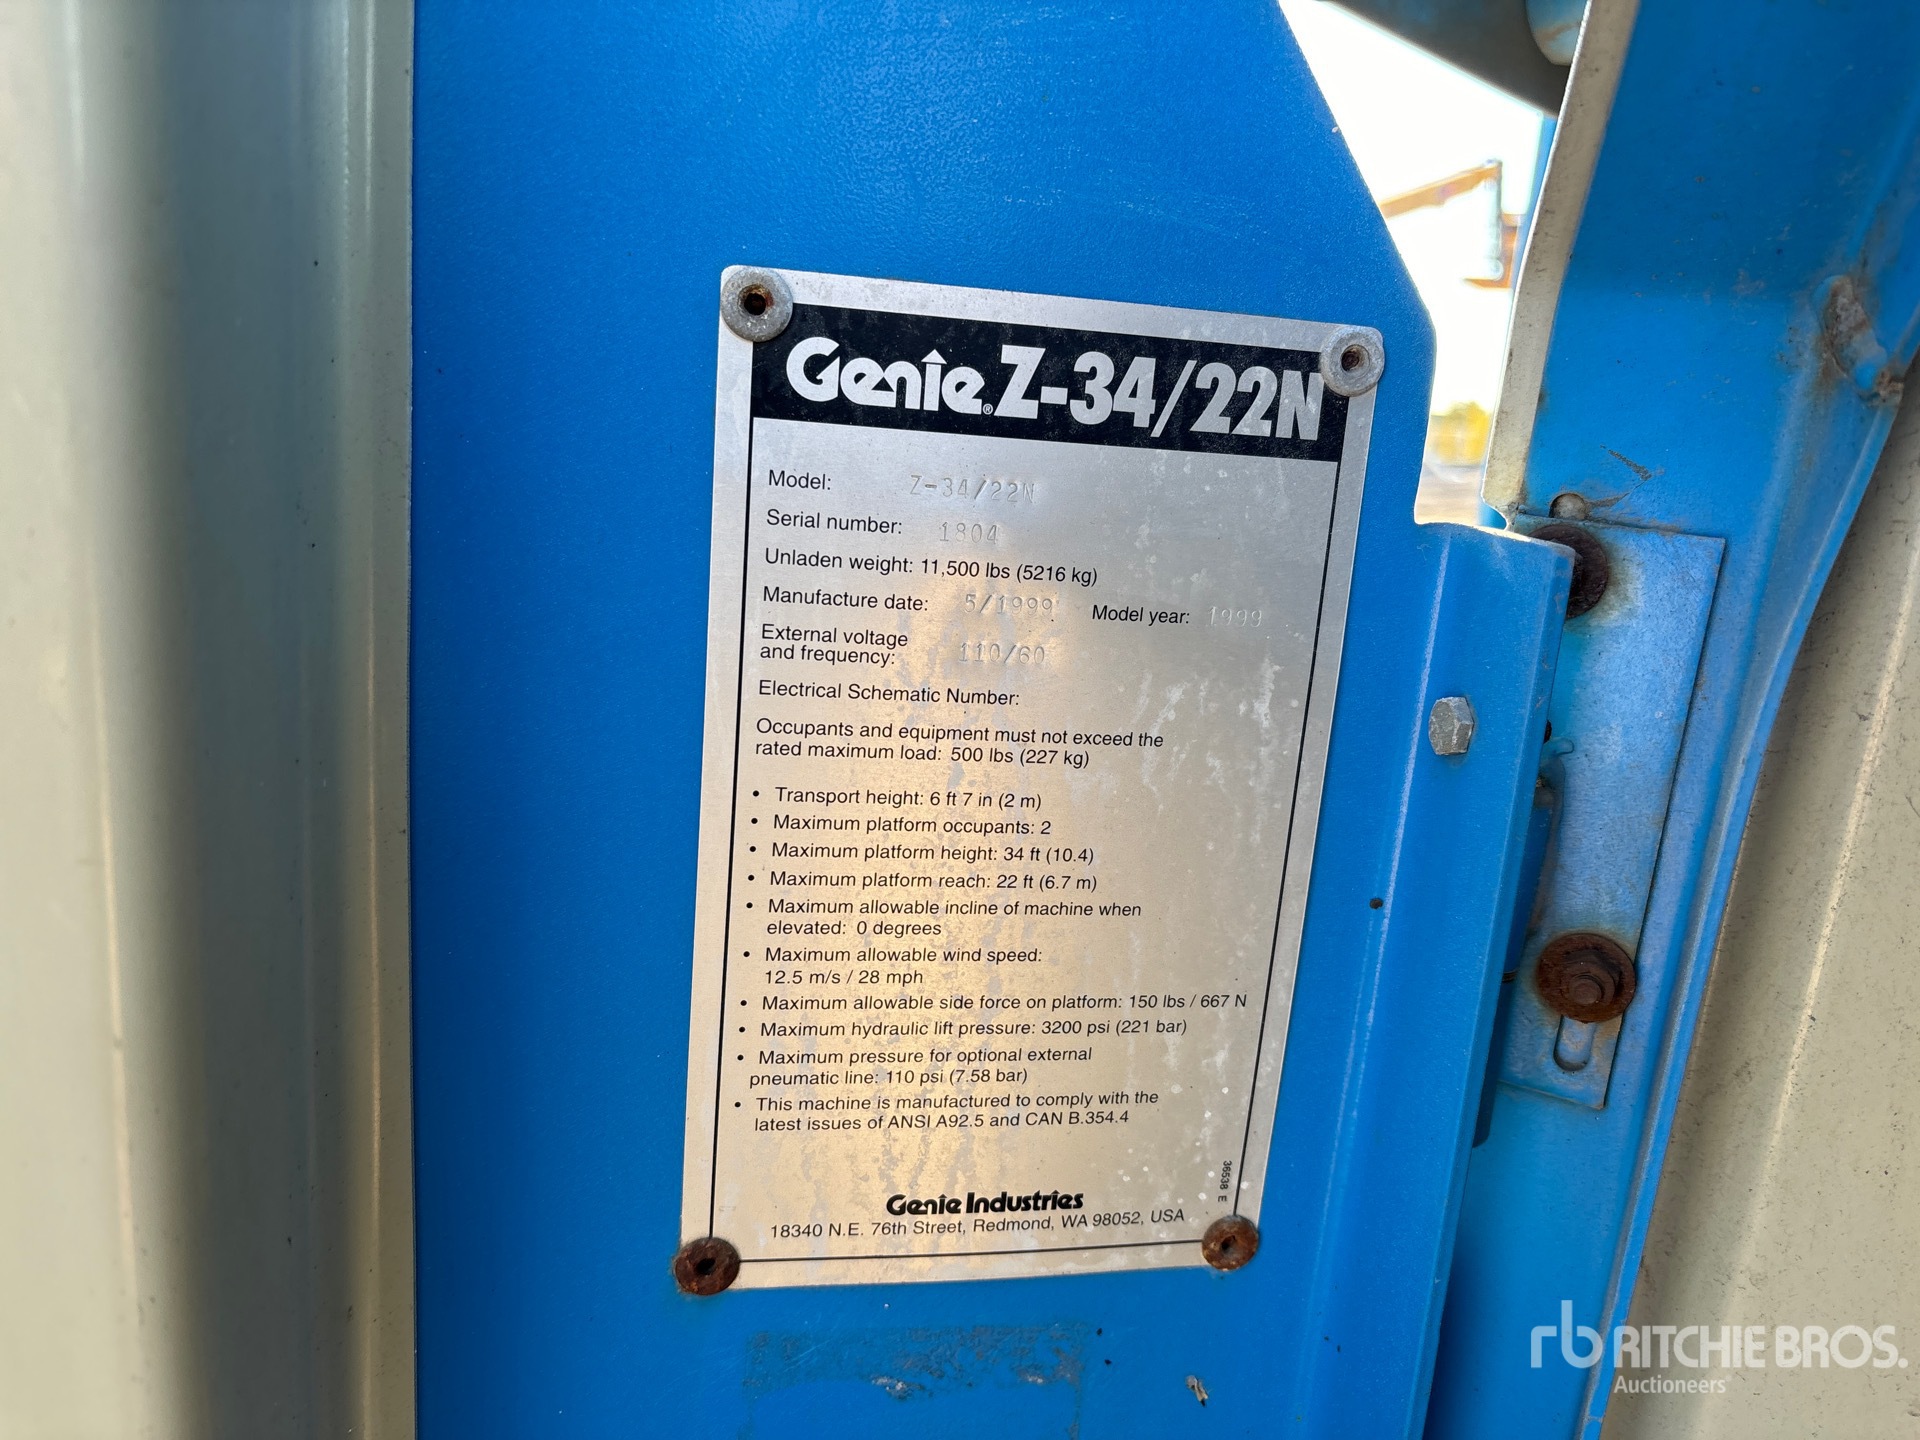 Genie® Z-34/22N
Model: Z-34/22N
Serial number: 1804
Unladen weight: 11,500 lbs (5216 kg)
Manufacture date: 5/1999 Model year: 1999
External voltage
and frequency: 110/60
Electrical Schematic Number:
Occupants and equipment must not exceed the
rated maximum load: 500 lbs (227 kg)
• Transport height: 6 ft 7 in (2 m)
• Maximum platform occupants: 2
• Maximum platform height: 34 ft (10.4)
• Maximum platform reach: 22 ft (6.7 m)
• Maximum allowable incline of machine when
elevated: 0 degrees
• Maximum allowable wind speed:
12.5 m/s / 28 mph
• Maximum allowable side force on platform: 150 lbs / 667 N
• Maximum hydraulic lift pressure: 3200 psi (221 bar)
• Maximum pressure for optional external
pneumatic line: 110 psi (7.58 bar)
• This machine is manufactured to comply with the
latest issues of ANSI A92.5 and CAN B.354.4
36538 E
Genie Industries
18340 N.E. 76th Street, Redmond, WA 98052, USA
rb RITCHIE BROS.
Auctioneers